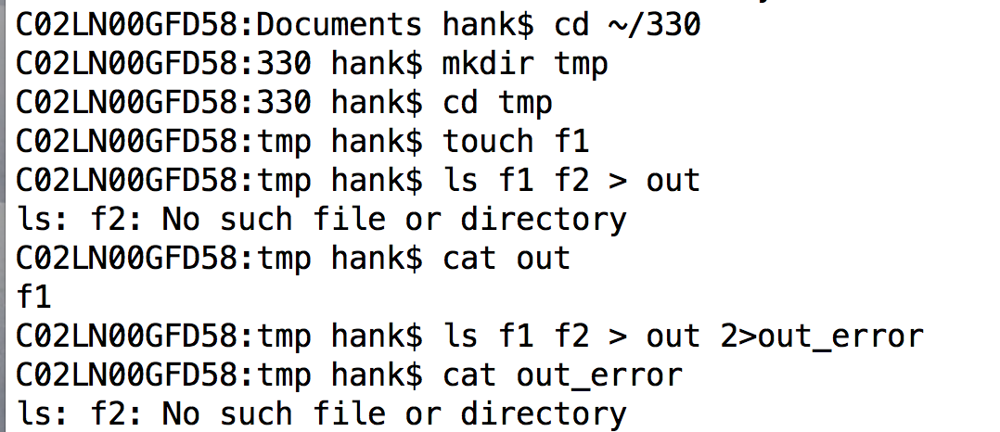 C02LN00GFD58:Documents hank$ cd ~/330
C02LN00GFD58:330 hank$ mkdir tmp
C02LN00GFD58:330 hank$ cd tmp
C02LN00GFD58:tmp hank$ touch f1
C02LN00GFD58:tmp hank$ ls f1 f2 > out
ls: f2: No such file or directory
C02LN00GFD58:tmp hank$ cat out
f1
C02LN00GFD58:tmp hank$ ls f1 f2 > out 2>out_error
C02LN00GFD58:tmp hank$ cat out_error
ls: f2: No such file or directory